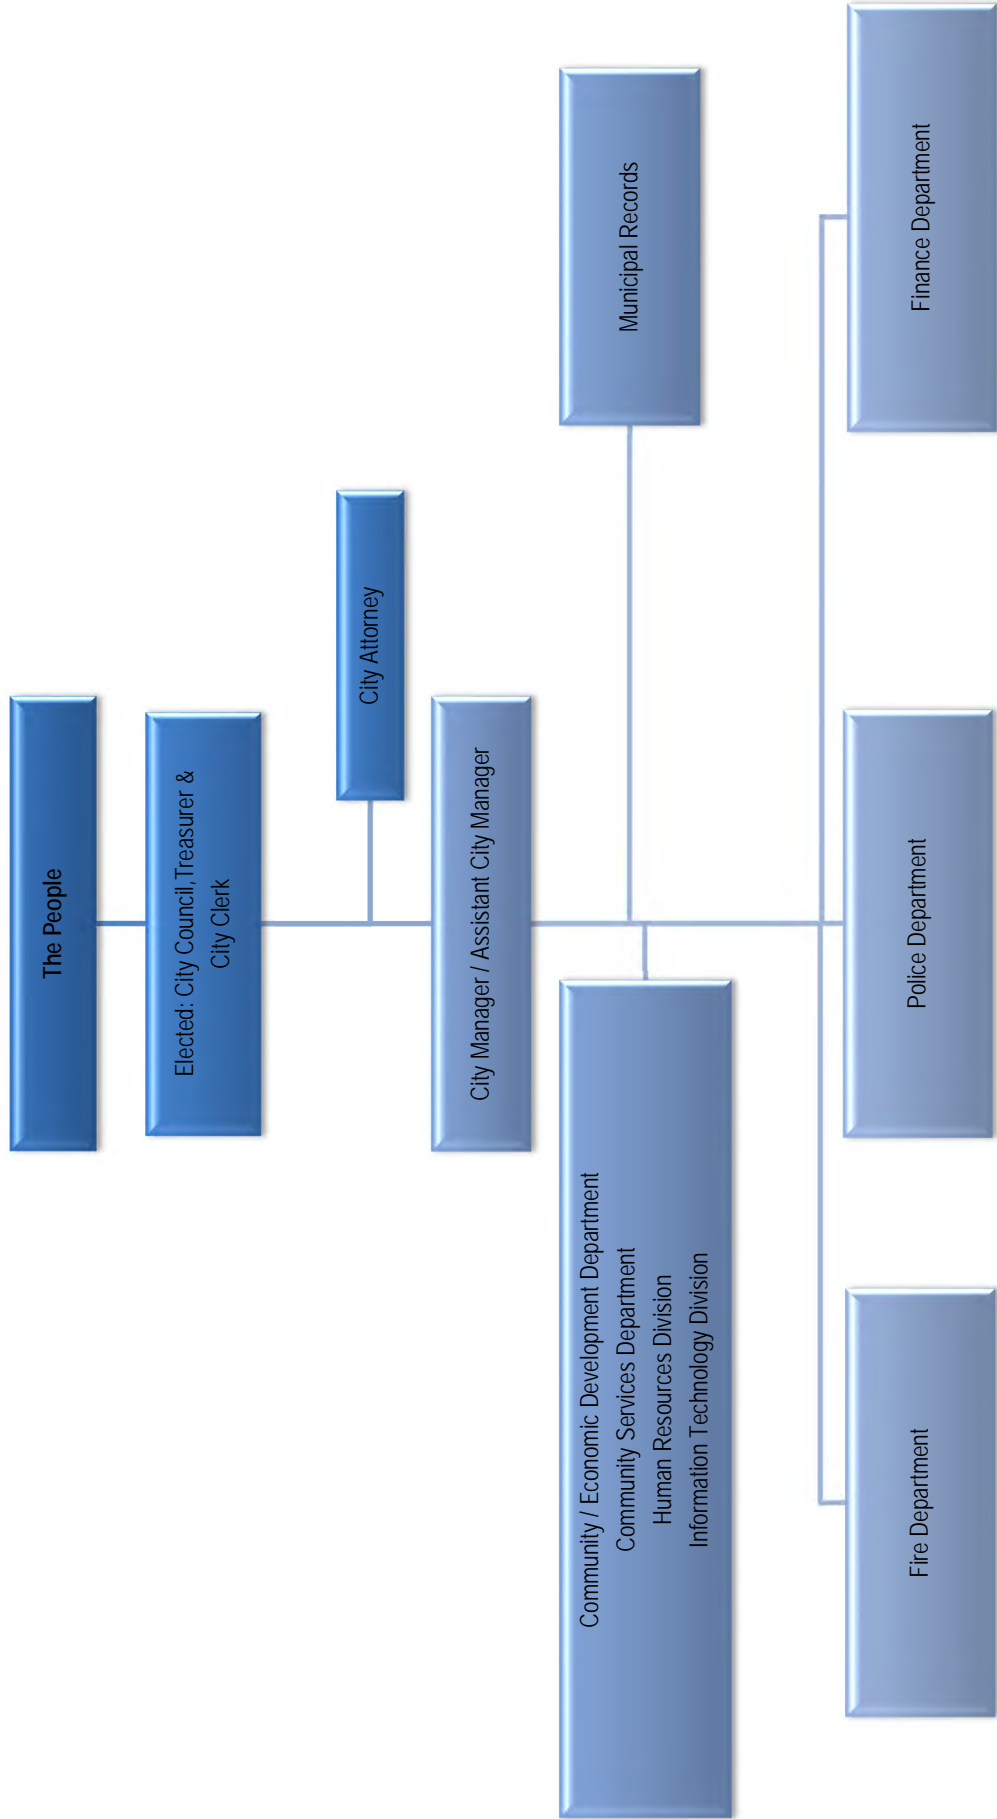 The People
Elected: City Council, Treasurer &
City Clerk
City Attorney
City Manager / Assistant City Manager
Community / Economic Development Department
Community Services Department
Human Resources Division
Information Technology Division
Municipal Records
Fire Department
Police Department
Finance Department